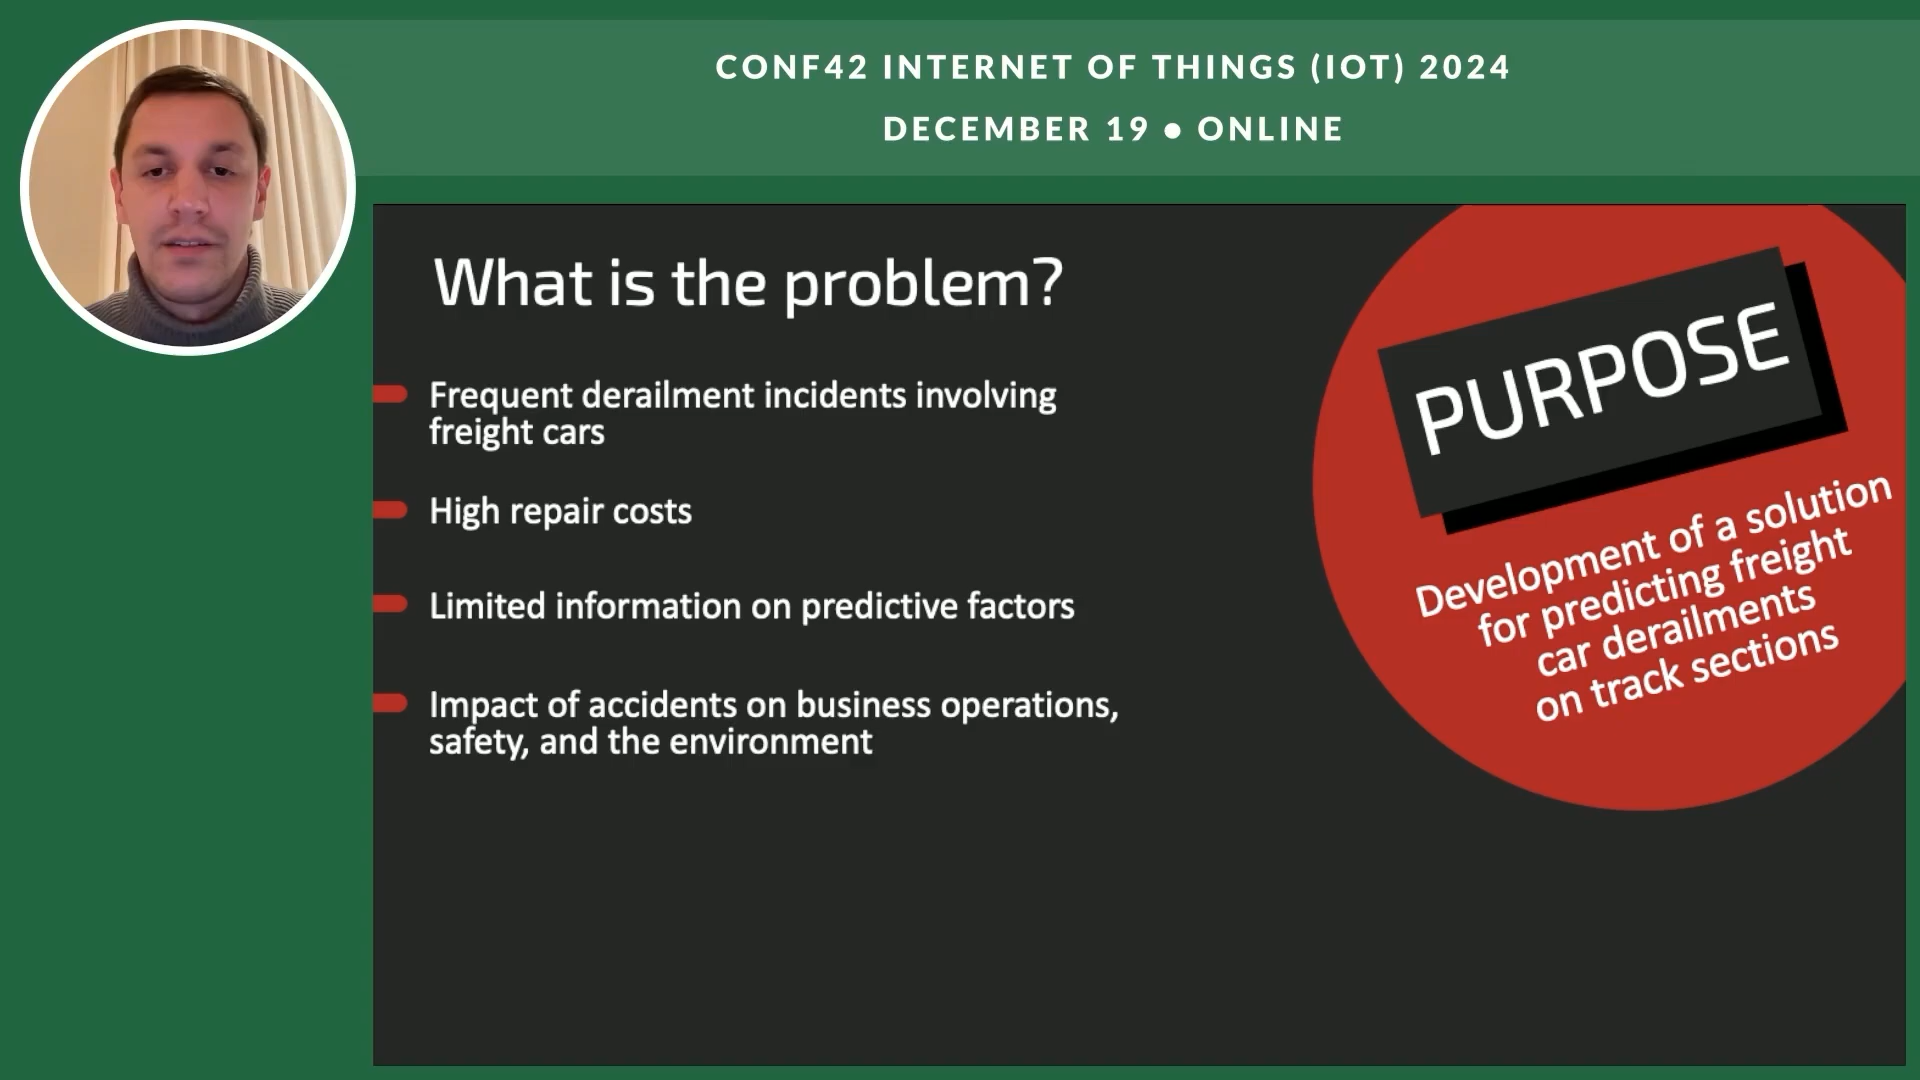 CONF42 INTERNET OF THINGS (IOT) 2024
DECEMBER 19 ● ONLINE
What is the problem?
Frequent derailment incidents involving
freight cars
High repair costs
Limited information on predictive factors
Impact of accidents on business operations,
safety, and the environment
PURPOSE
Development of a solution
for predicting freight
car derailments
on track sections